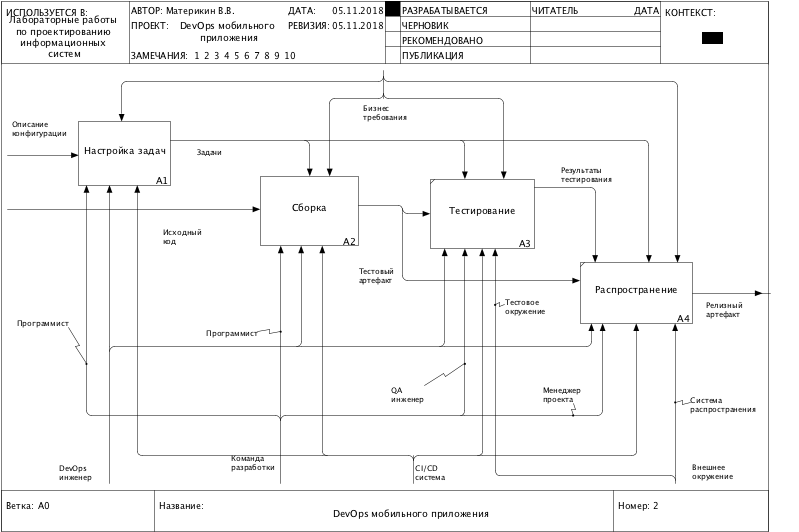 ИСПОЛЬЗУЕТСЯ В:
Лабораторные работы
по проектированию
информационных
систем
АВТОР: Материкин В.В.
ДАТА: 05.11.2018
ПРОЕКТ: DevOps мобильного
приложения
РЕВИЗИЯ: 05.11.2018
ЗАМЕЧАНИЯ: 1 2 3 4 5 6 7 8 9 10
РАЗРАБАТЫВАЕТСЯ
ЧЕРНОВИК
РЕКОМЕНДОВАНО
ПУБЛИКАЦИЯ
ЧИТАТЕЛЬ
ДАТА
КОНТЕКСТ:
Бизнес
требования
Описание
конфигурации
Настройка задач
A1
Задачи
Результаты
тестирования
Сборка
A2
Тестирование
A3
Исходный
код
Тестовый
артефакт
Распространение
A4
Тестовое
окружение
Релизный
артефакт
Программист
Программист
QA
инженер
Менеджер
проекта
Система
распространения
DevOps
инженер
Команда
разработки
CI/CD
система
Внешнее
окружение
Ветка: A0
Название:
DevOps мобильного приложения
Номер: 2